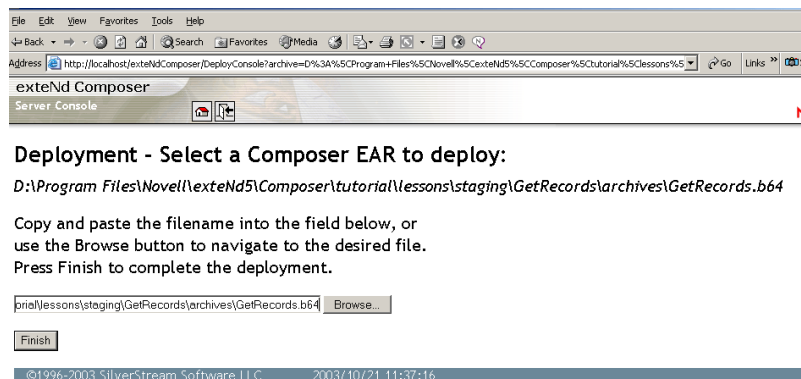 File Edit View Favorites Tools Help
Back Search Favorites Media
Address http://localhost/exteNdComposer/DeployConsole?archive=D%3A%5CProgram+Files%5CNovell%5CexteNd5%5CComposer%5Ctutorial%5Clessons%5 Go Links »
exteNd Composer
Server Console
Deployment - Select a Composer EAR to deploy:
D:\Program Files\Novell\exteNd5\Composer\tutorial\lessons\staging\GetRecords\archives\GetRecords.b64
Copy and paste the filename into the field below, or
use the Browse button to navigate to the desired file.
Press Finish to complete the deployment.
orial\lessons\staging\GetRecords\archives\GetRecords.b64 Browse...
Finish
©1996-2003 SilverStream Software LLC 2003/10/21 11:37:16